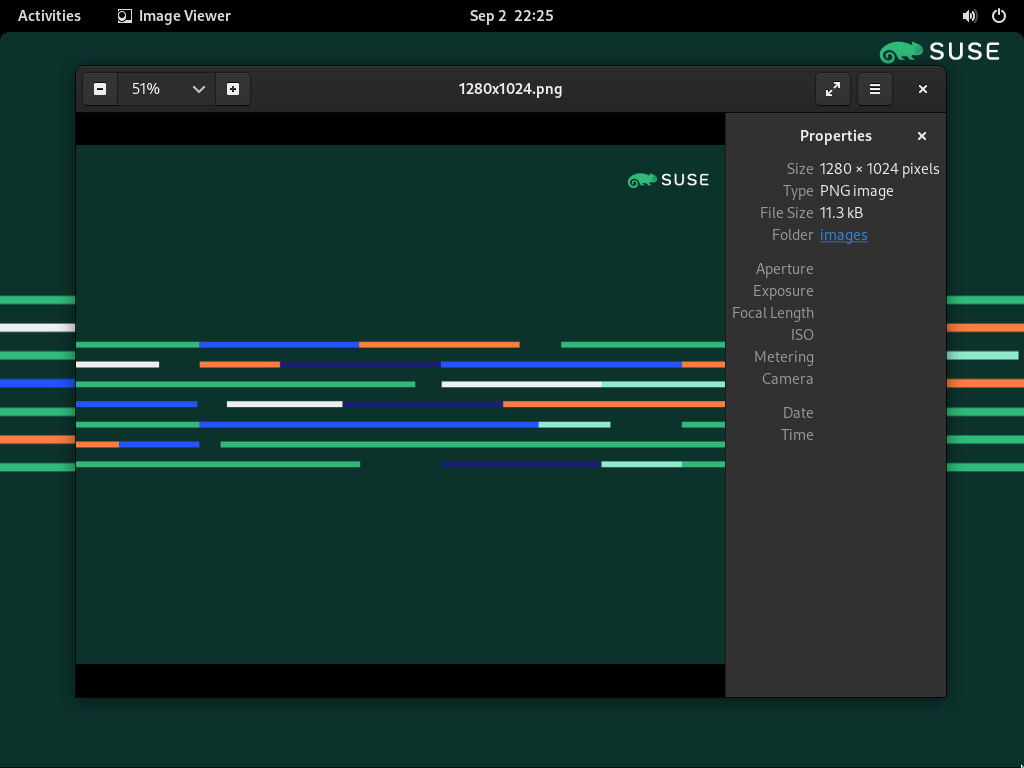 Activities Image Viewer Sep 2 22:25
SUSE
51% 1280x1024.png
Properties
SUSE
Size 1280 × 1024 pixels
Type PNG image
File Size 11.3 kB
Folder images
Aperture
Exposure
Focal Length
ISO
Metering
Camera
Date
Time